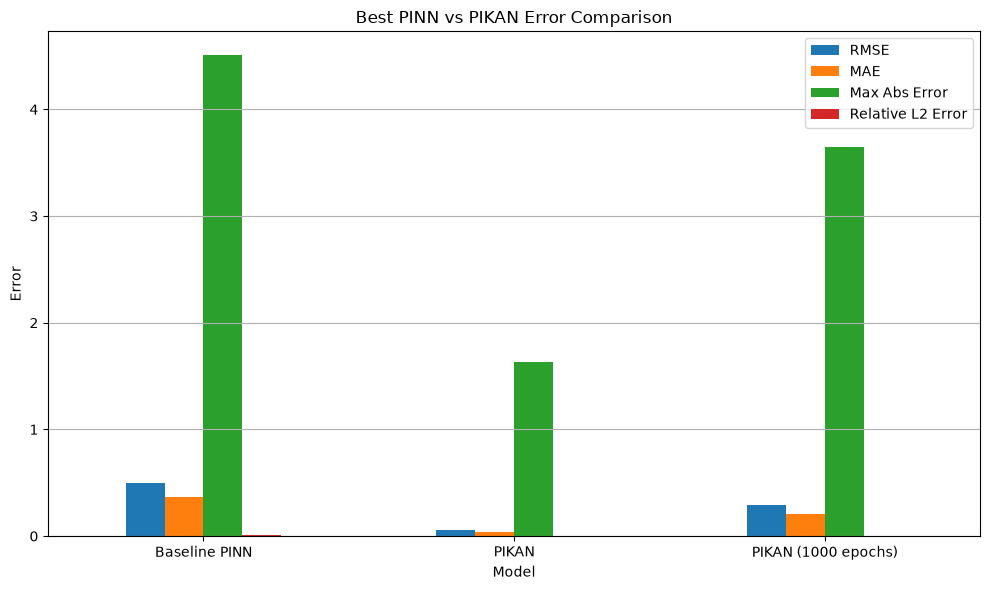 Best PINN vs PIKAN Error Comparison
RMSE
MAE
Max Abs Error
Relative L2 Error
Error
4
3
2
1
0
Baseline PINN
PIKAN
PIKAN (1000 epochs)
Model